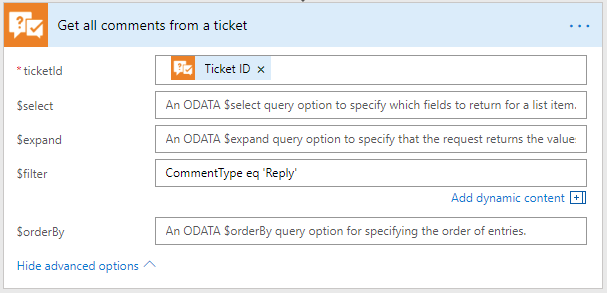 Get all comments from a ticket
...
* ticketId
Ticket ID ×
$select
An ODATA $select query option to specify which fields to return for a list item.
$expand
An ODATA $expand query option to specify that the request returns the value
$filter
CommentType eq 'Reply'
Add dynamic content
$orderBy
An ODATA $orderBy query option for specifying the order of entries.
Hide advanced options